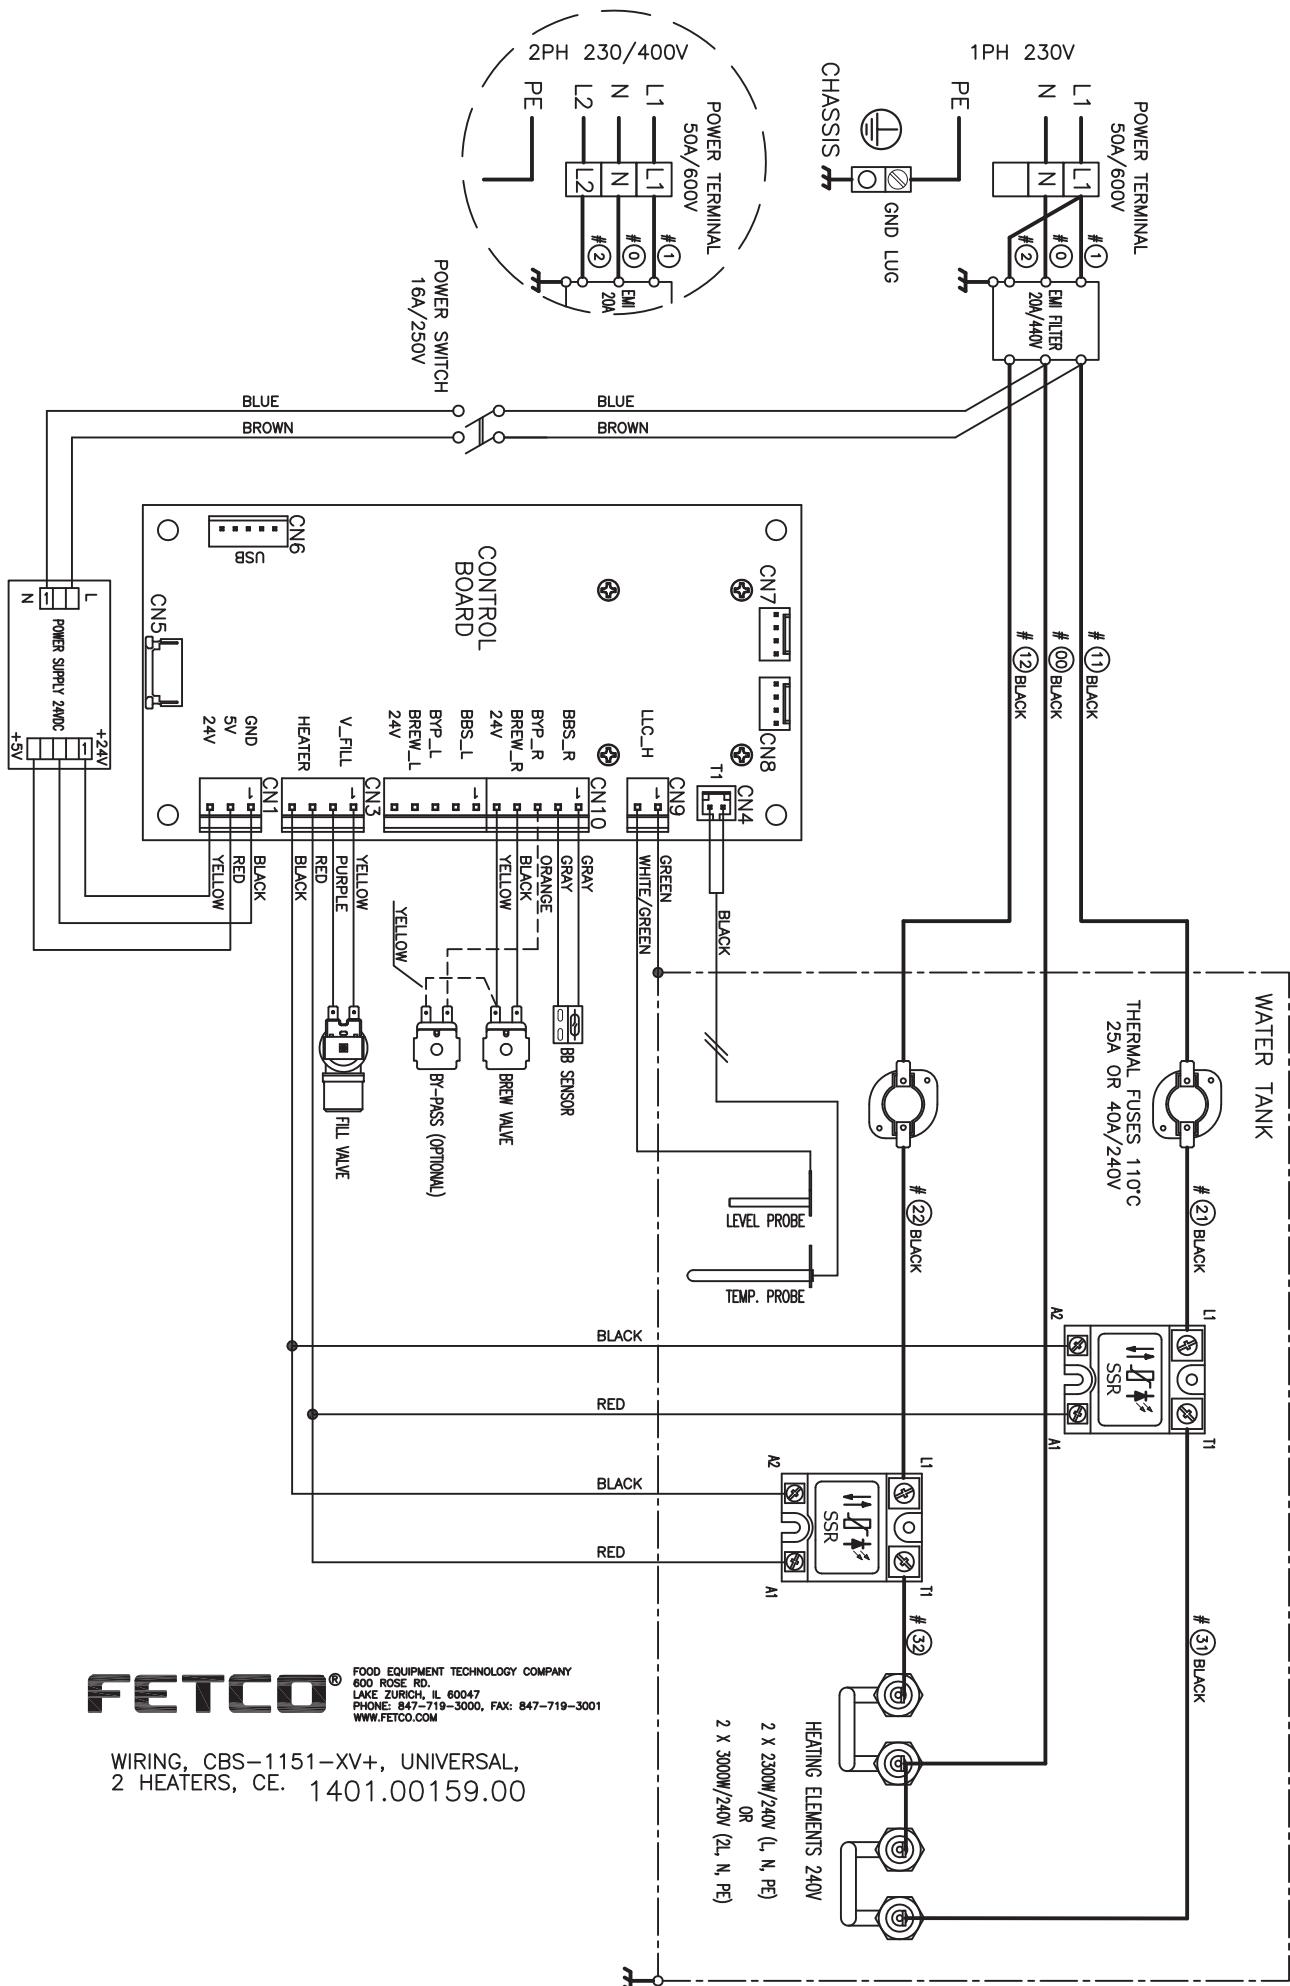 2PH 230/400V
PE
L2
N
L1
POWER TERMINAL
50A/600V
L2
N
L1
#2
#0
#1
EMI
20A
1PH 230V
CHASSIS
PE
N
L1
POWER TERMINAL
50A/600V
GND LUG
N
L1
#2
#0
#1
EMI FILTER
20A/440V
POWER SWITCH
16A/250V
BLUE
BLUE
BROWN
BROWN
CN6
USB
CONTROL
BOARD
CN7
CN5
CN8
N
1
L
POWER SUPPLY 24VDC
+5V
1
+24V
24V
5V
GND
1
CN1
HEATER
V_FILL
1
CN3
24V
BREW_L
BYP_L
BBS_L
1
24V
BREW_R
BYP_R
BBS_R
1
CN10
LLC_H
1
CN9
T1
CN4
YELLOW
RED
BLACK
BLACK
RED
PURPLE
YELLOW
YELLOW
BLACK
ORANGE
GRAY
GRAY
WHITE/GREEN
GREEN
BLACK
YELLOW
FILL VALVE
BY-PASS (OPTIONAL)
BREW VALVE
BB SENSOR
#12 BLACK
#00 BLACK
#11 BLACK
WATER TANK
THERMAL FUSES 110°C
25A OR 40A/240V
LEVEL PROBE
TEMP. PROBE
#22 BLACK
#21 BLACK
BLACK
RED
A2
L1
SSR
A1
T1
BLACK
RED
A2
L1
SSR
A1
T1
#32
#31 BLACK
HEATING ELEMENTS 240V
2 X 2300W/240V (L, N, PE)
OR
2 X 3000W/240V (2L, N, PE)
FETCO®
FOOD EQUIPMENT TECHNOLOGY COMPANY
600 ROSE RD.
LAKE ZURICH, IL 60047
PHONE: 847-719-3000, FAX: 847-719-3001
WWW.FETCO.COM
WIRING, CBS-1151-XV+, UNIVERSAL,
2 HEATERS, CE. 1401.00159.00